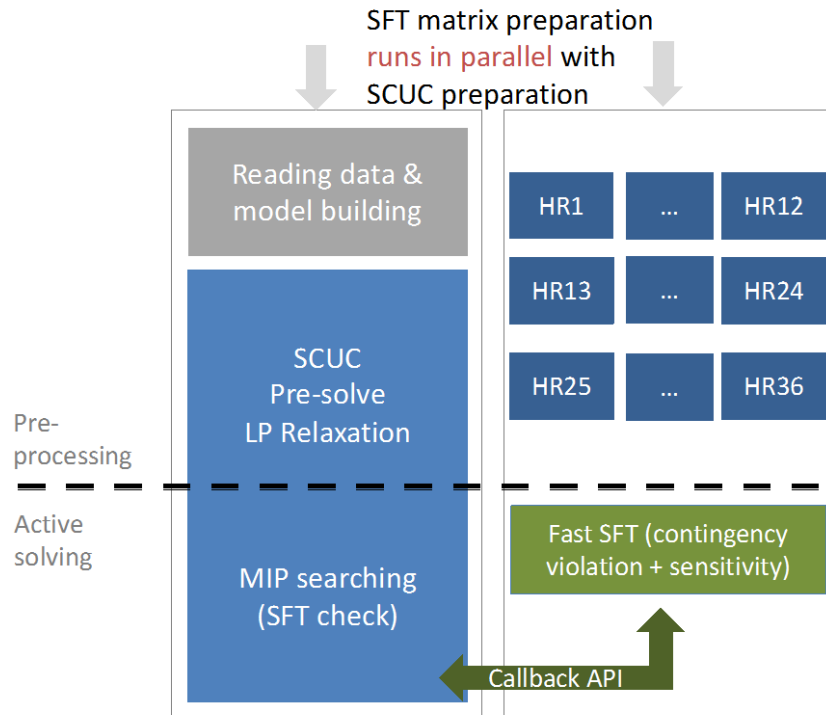 SFT matrix preparation
runs in parallel with
SCUC preparation
Reading data &
model building
HR1
...
HR12
HR13
...
HR24
HR25
...
HR36
SCUC
Pre-solve
LP Relaxation
Pre-
processing
Active
solving
MIP searching
(SFT check)
Fast SFT (contingency
violation + sensitivity)
Callback API